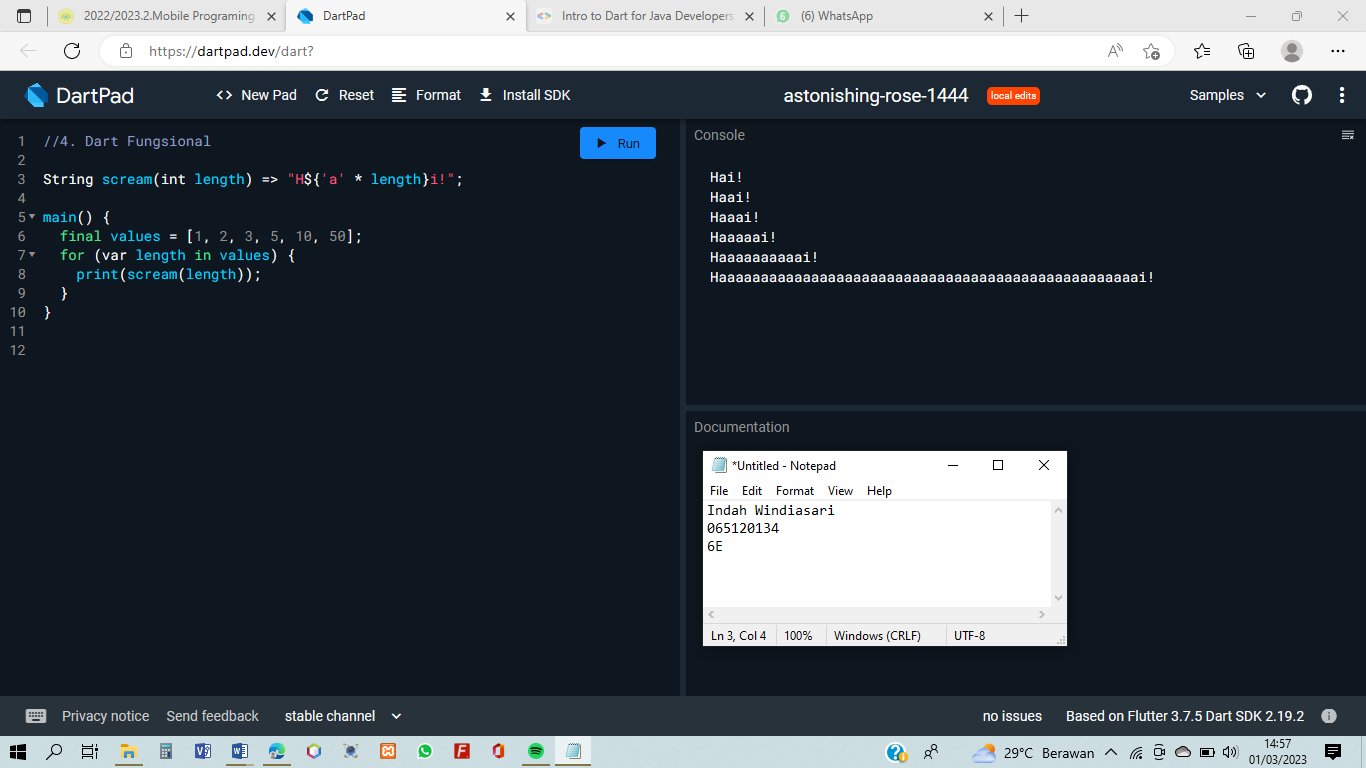 2022/2023.2.Mobile Programing
DartPad
Intro to Dart for Java Developers
(6) WhatsApp
https://dartpad.dev/dart?
DartPad
<> New Pad
Reset
Format
Install SDK
astonishing-rose-1444
local edits
Samples
1 //4. Dart Fungsional
2
3 String scream(int length) => "H${'a' * length}i!";
4
5 main() {
6 final values = [1, 2, 3, 5, 10, 50];
7 for (var length in values) {
8 print(scream(length));
9 }
10 }
11
12
Run
Console
Hai!
Haai!
Haaai!
Haaaaai!
Haaaaaaaaaai!
Haaaaaaaaaaaaaaaaaaaaaaaaaaaaaaaaaaaaaaaaaaaaaaaaaai!
Documentation
*Untitled - Notepad
File Edit Format View Help
Indah Windiasari
065120134
6E
Ln 3, Col 4 100% Windows (CRLF) UTF-8
Privacy notice Send feedback stable channel
no issues Based on Flutter 3.7.5 Dart SDK 2.19.2
29°C Berawan
14:57
01/03/2023